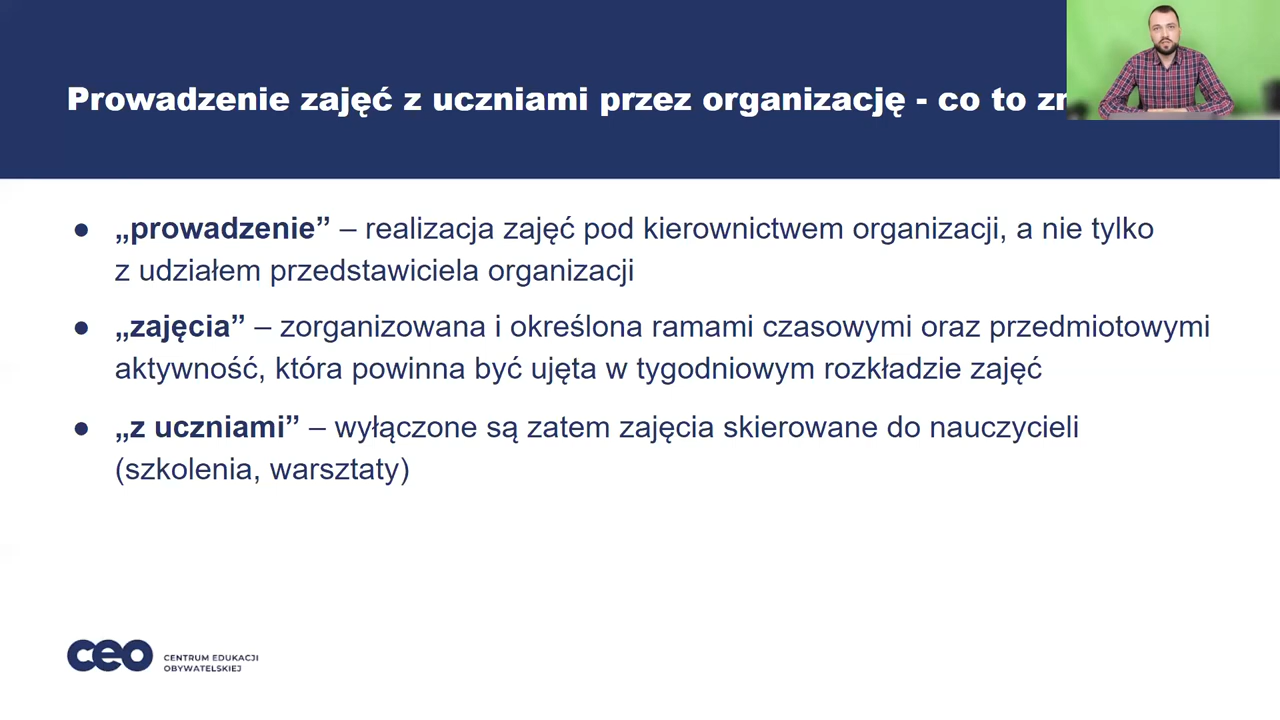 Prowadzenie zajęć z uczniami przez organizację - co to
● „prowadzenie” – realizacja zajęć pod kierownictwem organizacji, a nie tylko
z udziałem przedstawiciela organizacji
● „zajęcia” – zorganizowana i określona ramami czasowymi oraz przedmiotowymi
aktywność, która powinna być ujęta w tygodniowym rozkładzie zajęć
● „z uczniami” – wyłączone są zatem zajęcia skierowane do nauczycieli
(szkolenia, warsztaty)
ceo CENTRUM EDUKACJI
OBYWATELSKIEJ